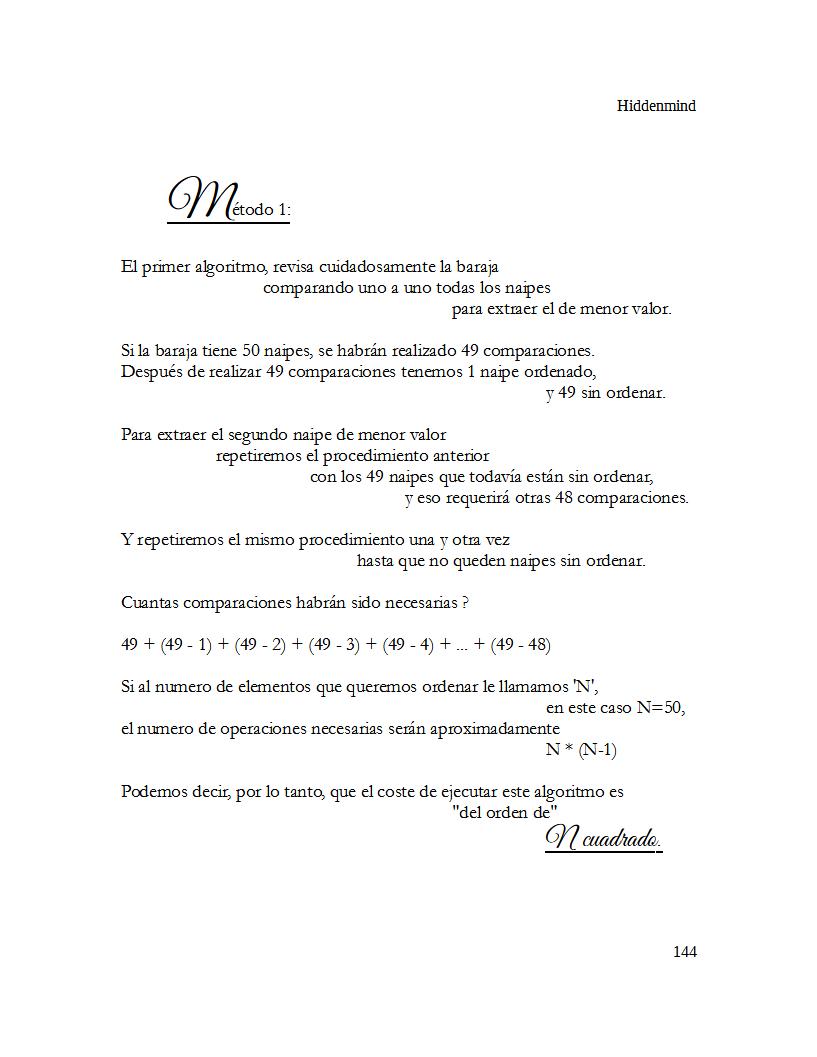 Hiddenmind
Método 1:
El primer algoritmo, revisa cuidadosamente la baraja
comparando uno a uno todas los naipes
para extraer el de menor valor.
Si la baraja tiene 50 naipes, se habrán realizado 49 comparaciones.
Después de realizar 49 comparaciones tenemos 1 naipe ordenado,
y 49 sin ordenar.
Para extraer el segundo naipe de menor valor
repetiremos el procedimiento anterior
con los 49 naipes que todavía están sin ordenar,
y eso requerirá otras 48 comparaciones.
Y repetiremos el mismo procedimiento una y otra vez
hasta que no queden naipes sin ordenar.
Cuantas comparaciones habrán sido necesarias ?
49 + (49 - 1) + (49 - 2) + (49 - 3) + (49 - 4) + ... + (49 - 48)
Si al numero de elementos que queremos ordenar le llamamos 'N',
en este caso N=50,
el numero de operaciones necesarias serán aproximadamente
N * (N-1)
Podemos decir, por lo tanto, que el coste de ejecutar este algoritmo es
"del orden de"
N cuadrado.
144